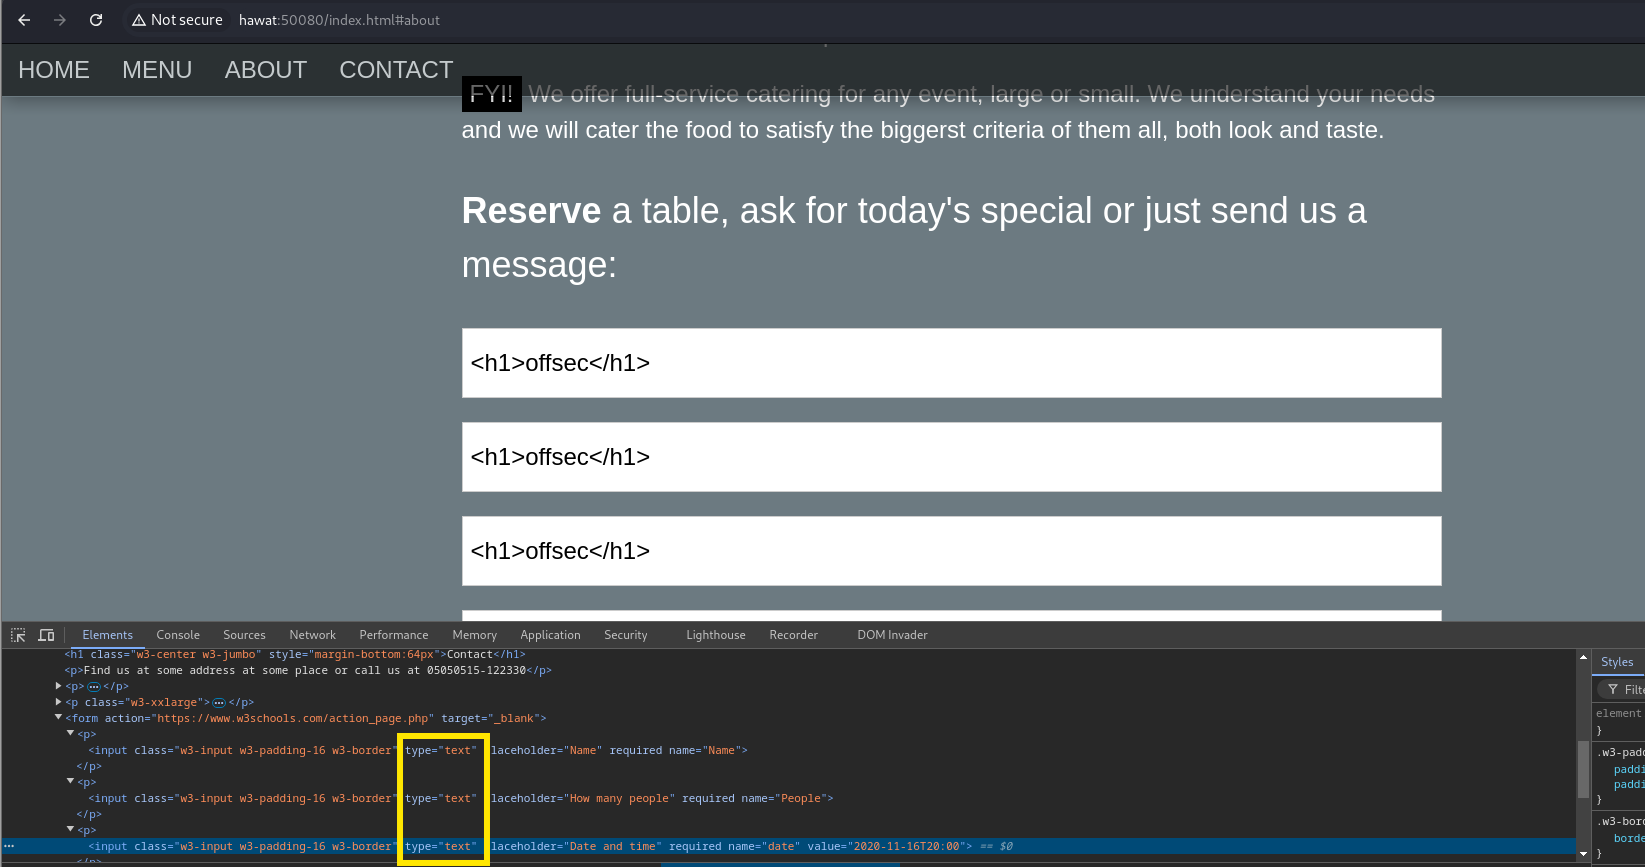 Not secure hawat:50080/index.html#about
HOME MENU ABOUT CONTACT
FYI! We offer full-service catering for any event, large or small. We understand your needs
and we will cater the food to satisfy the biggerst criteria of them all, both look and taste.
Reserve a table, ask for today's special or just send us a
message:
<h1>offsec</h1>
<h1>offsec</h1>
<h1>offsec</h1>
Elements Console Sources Network Performance Memory Application Security Lighthouse Recorder DOM Invader
<h1 class="w3-center w3-jumbo" style="margin-bottom:64px">Contact</h1>
<p>Find us at some address at some place or call us at 05050515-122330</p>
<p>…</p>
<p class="w3-xxlarge">…</p>
<form action="https://www.w3schools.com/action_page.php" target="_blank">
<p>
<input class="w3-input w3-padding-16 w3-border" type="text" laceholder="Name" required name="Name">
</p>
<p>
<input class="w3-input w3-padding-16 w3-border" type="text" laceholder="How many people" required name="People">
</p>
<p>
<input class="w3-input w3-padding-16 w3-border" type="text" laceholder="Date and time" required name="date" value="2020-11-16T20:00"> == $0
Styles
Filte
element
}
.w3-pado
paddi
paddi
}
.w3-bord
borde
}